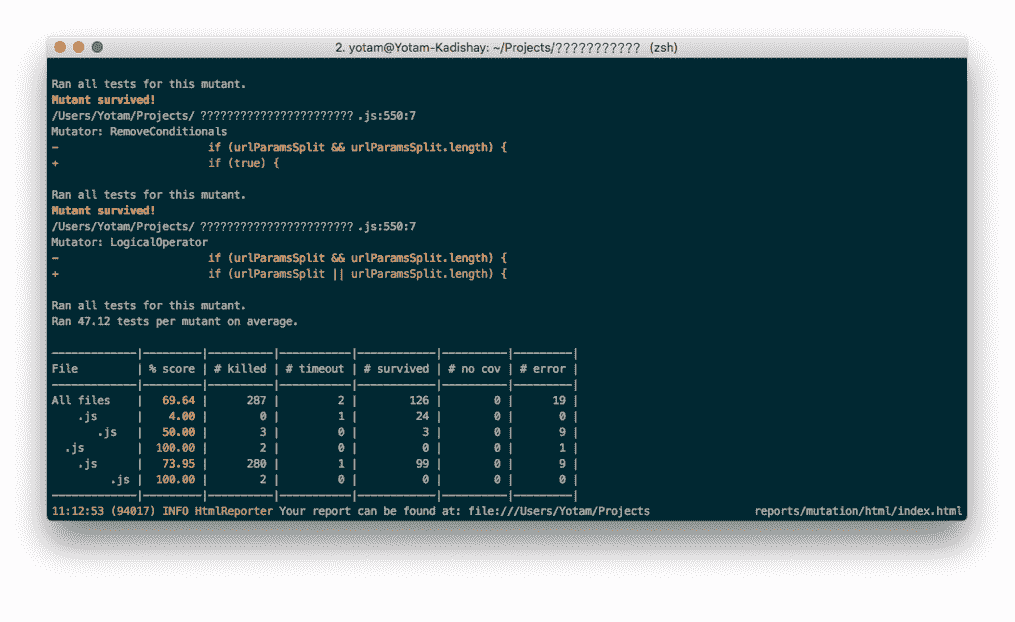 2. yotam@Yotam-Kadishay: ~/Projects/??????????? (zsh)
Ran all tests for this mutant.
Mutant survived!
/Users/Yotam/Projects/ ??????????????????????? .js:550:7
Mutator: RemoveConditionals
-                       if (urlParamsSplit && urlParamsSplit.length) {
+                       if (true) {
Ran all tests for this mutant.
Mutant survived!
/Users/Yotam/Projects/ ??????????????????????? .js:550:7
Mutator: LogicalOperator
-                       if (urlParamsSplit && urlParamsSplit.length) {
+                       if (urlParamsSplit || urlParamsSplit.length) {
Ran all tests for this mutant.
Ran 47.12 tests per mutant on average.
-------------|---------|----------|-----------|------------|----------|---------|
File         | % score | # killed | # timeout | # survived | # no cov | # error |
-------------|---------|----------|-----------|------------|----------|---------|
All files    |   69.64 |      287 |         2 |        126 |        0 |      19 |
    .js      |    4.00 |        0 |         1 |         24 |        0 |       0 |
       .js   |   50.00 |        3 |         0 |          3 |        0 |       9 |
  .js        |  100.00 |        2 |         0 |          0 |        0 |       1 |
    .js      |   73.95 |      280 |         1 |         99 |        0 |       9 |
         .js |  100.00 |        2 |         0 |          0 |        0 |       0 |
-------------|---------|----------|-----------|------------|----------|---------|
11:12:53 (94017) INFO HtmlReporter Your report can be found at: file:///Users/Yotam/Projects                reports/mutation/html/index.html